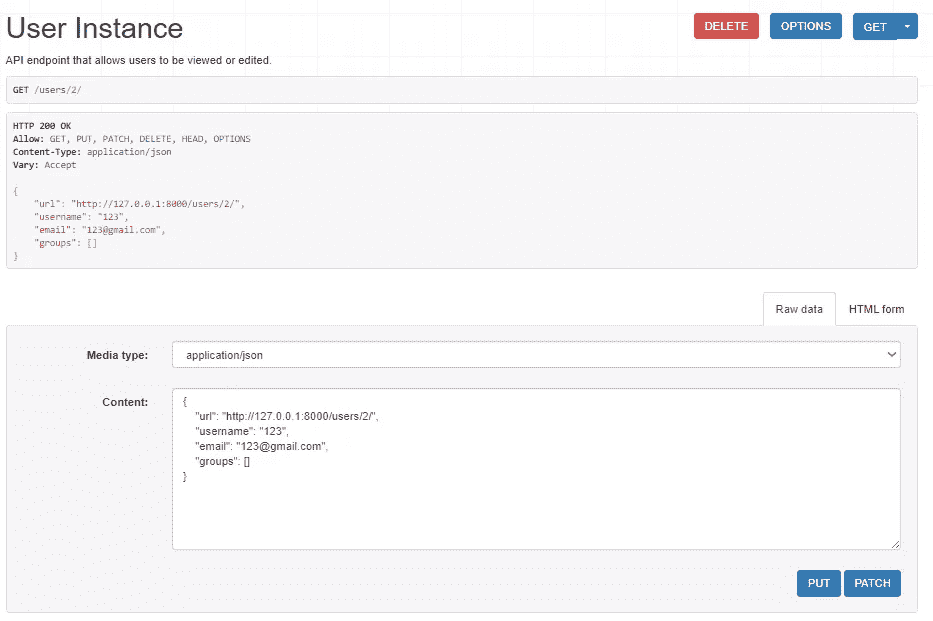 User Instance
DELETE
OPTIONS
GET
API endpoint that allows users to be viewed or edited.
GET /users/2/
HTTP 200 OK
Allow: GET, PUT, PATCH, DELETE, HEAD, OPTIONS
Content-Type: application/json
Vary: Accept
{
    "url": "http://127.0.0.1:8000/users/2/",
    "username": "123",
    "email": "123@gmail.com",
    "groups": []
}
Raw data
HTML form
Media type:
application/json
Content:
{
    "url": "http://127.0.0.1:8000/users/2/",
    "username": "123",
    "email": "123@gmail.com",
    "groups": []
}
PUT
PATCH